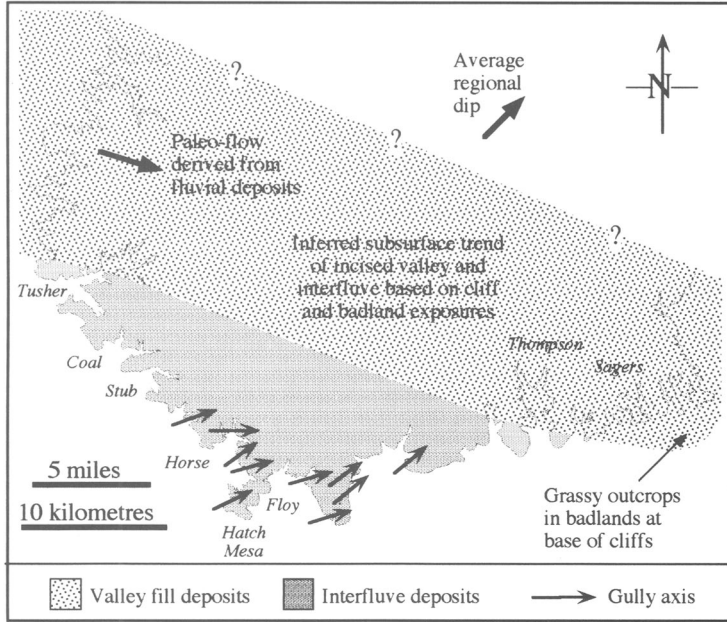 ?
Average
regional
dip
N
?
Paleo-flow
derived from
fluvial deposits
?
Inferred subsurface trend
of incised valley and
interfluve based on cliff
and badland exposures
Tusher
Thompson
Sagers
Coal
Stub
Horse
5 miles
Floy
10 kilometres
Hatch
Mesa
Grassy outcrops
in badlands at
base of cliffs
Valley fill deposits
Interfluve deposits
Gully axis